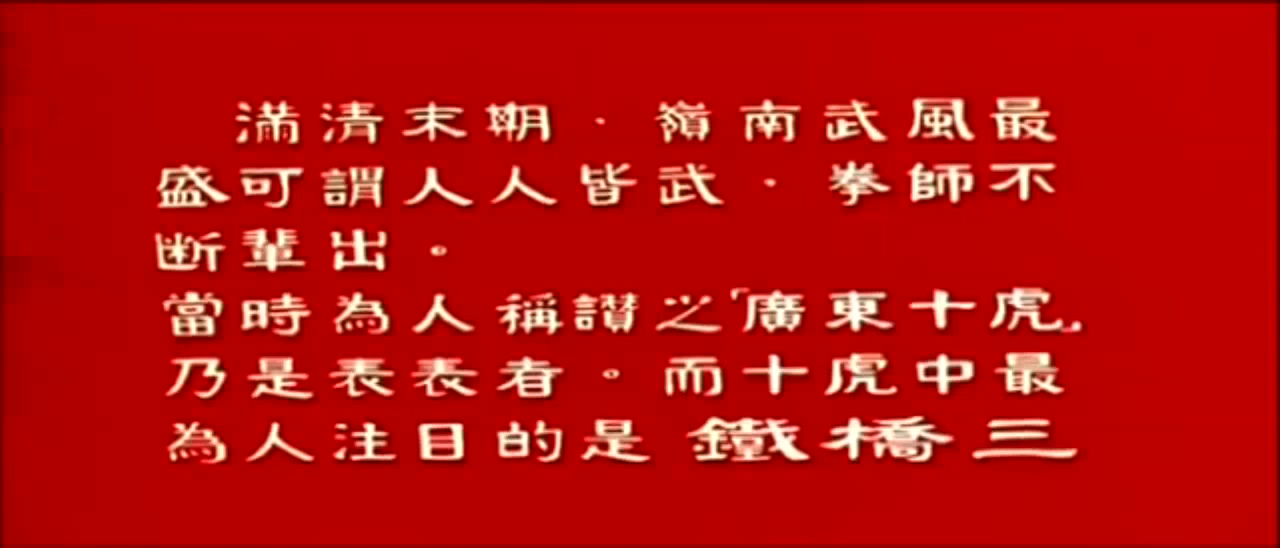 滿清末期．嶺南武風最
盛可謂人人皆武．拳師不
断輩出。
當時為人稱讚之「廣東十虎」
乃是表表者。而十虎中最
為人注目的是鐵橋三